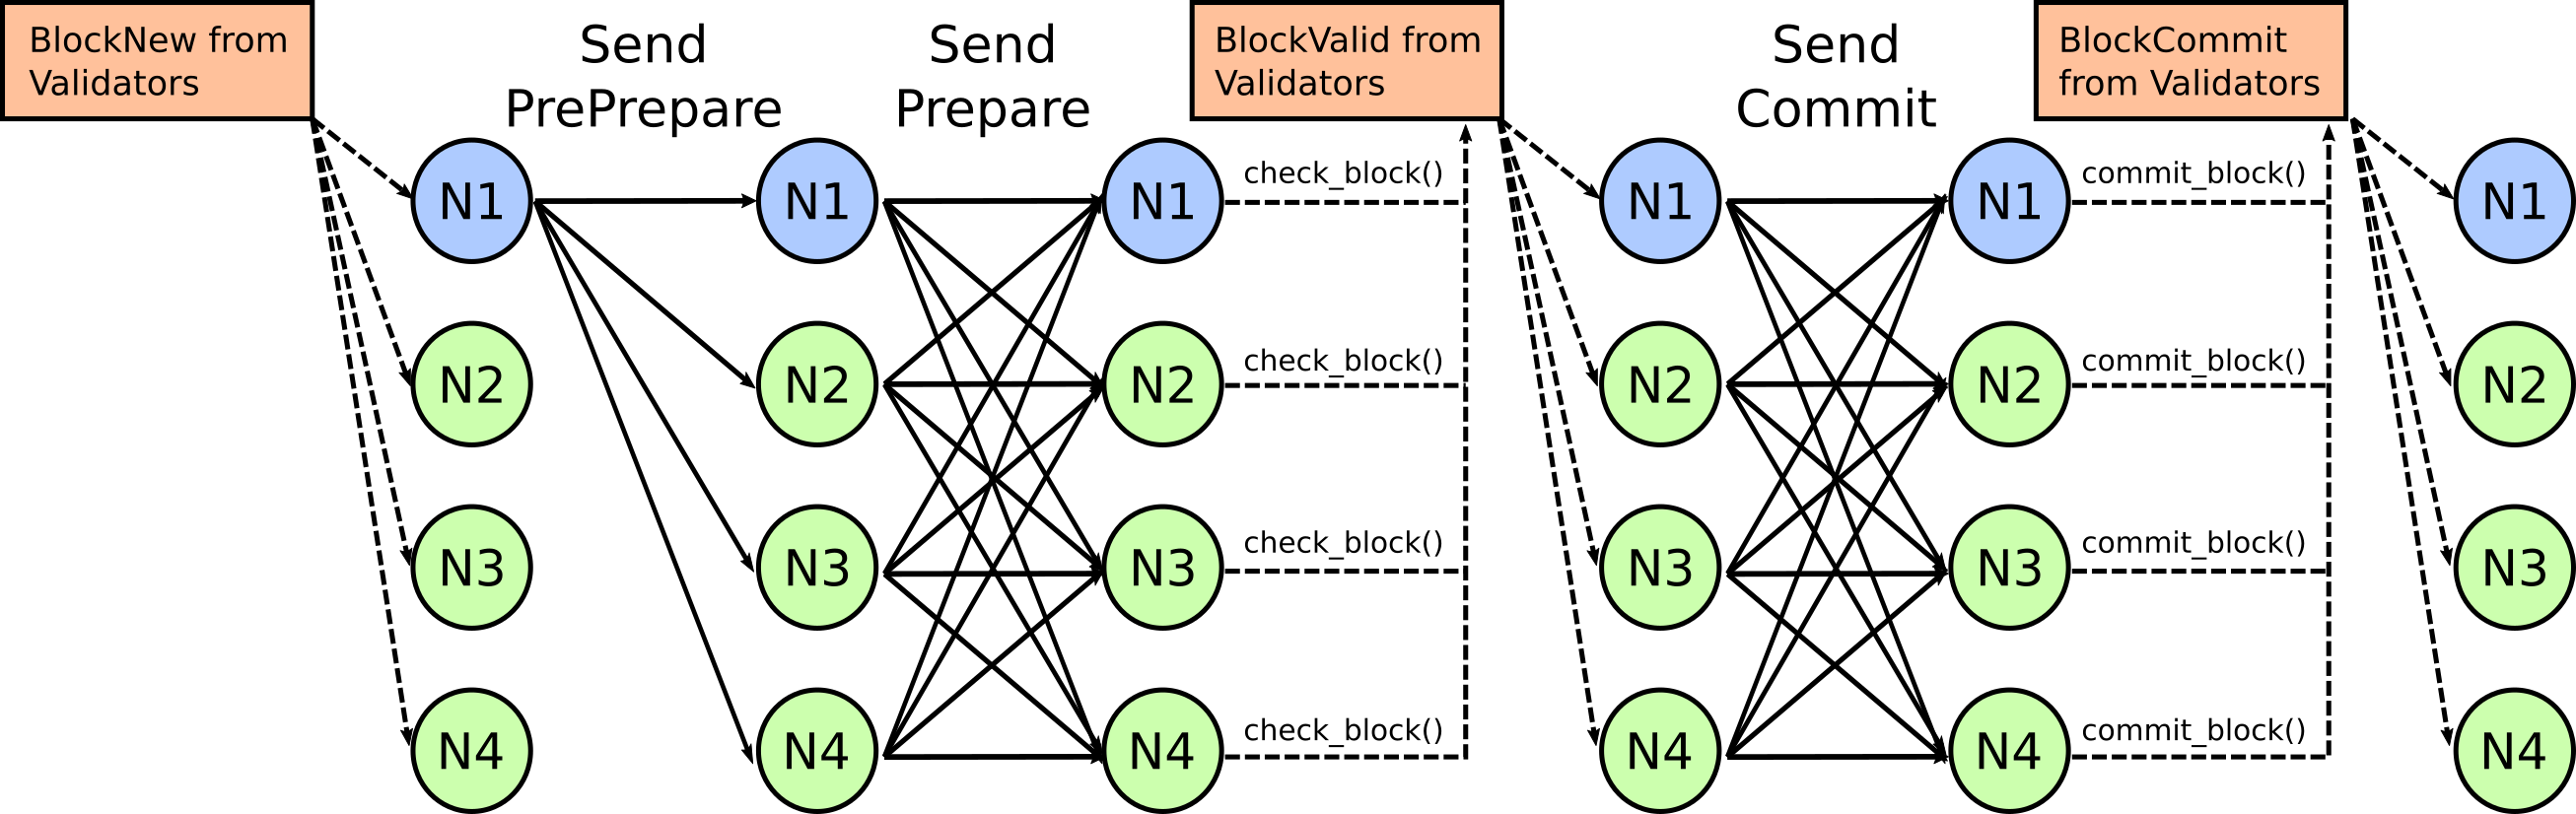 BlockNew from
Validators
Send
PrePrepare
Send
Prepare
BlockValid from
Validators
Send
Commit
BlockCommit
from Validators
N1
N1
N1
check_block()
N1
N1
commit_block()
N1
N2
N2
N2
check_block()
N2
N2
commit_block()
N2
N3
N3
N3
check_block()
N3
N3
commit_block()
N3
N4
N4
N4
check_block()
N4
N4
commit_block()
N4